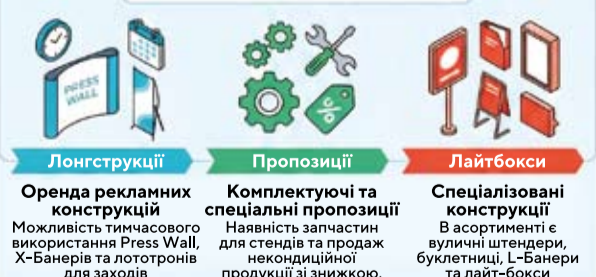 PRESS
WALL
%
Лонгструкції
Пропозиції
Лайтбокси
Оренда рекламних
конструкцій
Можливість тимчасового
використання Press Wall,
X-Банерів та лототронів
для заходів
Комплектуючі та
спеціальні пропозиції
Наявність запчастин
для стендів та продаж
некондиційної
продукції зі знижкою.
Спеціалізовані
конструкції
В асортименті є
вуличні штендери,
буклетниці, L-Банери
та лайт-бокси